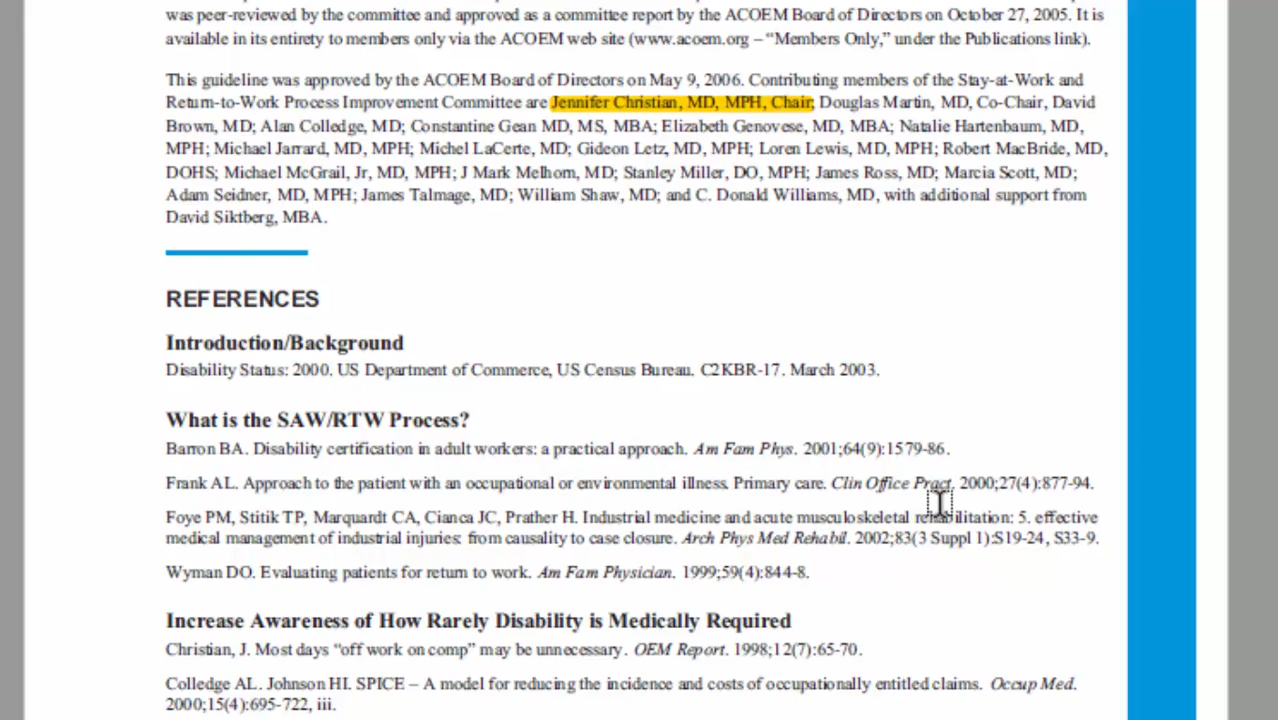 was peer-reviewed by the committee and approved as a committee report by the ACOEM Board of Directors on October 27, 2005. It is
available in its entirety to members only via the ACOEM web site (www.acoem.org – “Members Only,” under the Publications link).
This guideline was approved by the ACOEM Board of Directors on May 9, 2006. Contributing members of the Stay-at-Work and
Return-to-Work Process Improvement Committee are Jennifer Christian, MD, MPH, Chair; Douglas Martin, MD, Co-Chair, David
Brown, MD; Alan Colledge, MD; Constantine Gean MD, MS, MBA; Elizabeth Genovese, MD, MBA; Natalie Hartenbaum, MD,
MPH; Michael Jarrard, MD, MPH; Michel LaCerte, MD; Gideon Letz, MD, MPH; Loren Lewis, MD, MPH; Robert MacBride, MD,
DOHS; Michael McGrail, Jr, MD, MPH; J Mark Melhorn, MD; Stanley Miller, DO, MPH; James Ross, MD; Marcia Scott, MD;
Adam Seidner, MD, MPH; James Talmage, MD; William Shaw, MD; and C. Donald Williams, MD, with additional support from
David Siktberg, MBA.
REFERENCES
Introduction/Background
Disability Status: 2000. US Department of Commerce, US Census Bureau. C2KBR-17. March 2003.
What is the SAW/RTW Process?
Barron BA. Disability certification in adult workers: a practical approach. Am Fam Phys. 2001;64(9):1579-86.
Frank AL. Approach to the patient with an occupational or environmental illness. Primary care. Clin Office Pract. 2000;27(4):877-94.
Foye PM, Stitik TP, Marquardt CA, Cianca JC, Prather H. Industrial medicine and acute musculoskeletal rehabilitation: 5. effective
medical management of industrial injuries: from causality to case closure. Arch Phys Med Rehabil. 2002;83(3 Suppl 1):S19-24, S33-9.
Wyman DO. Evaluating patients for return to work. Am Fam Physician. 1999;59(4):844-8.
Increase Awareness of How Rarely Disability is Medically Required
Christian, J. Most days “off work on comp” may be unnecessary. OEM Report. 1998;12(7):65-70.
Colledge AL. Johnson HI. SPICE – A model for reducing the incidence and costs of occupationally entitled claims. Occup Med.
2000;15(4):695-722, iii.